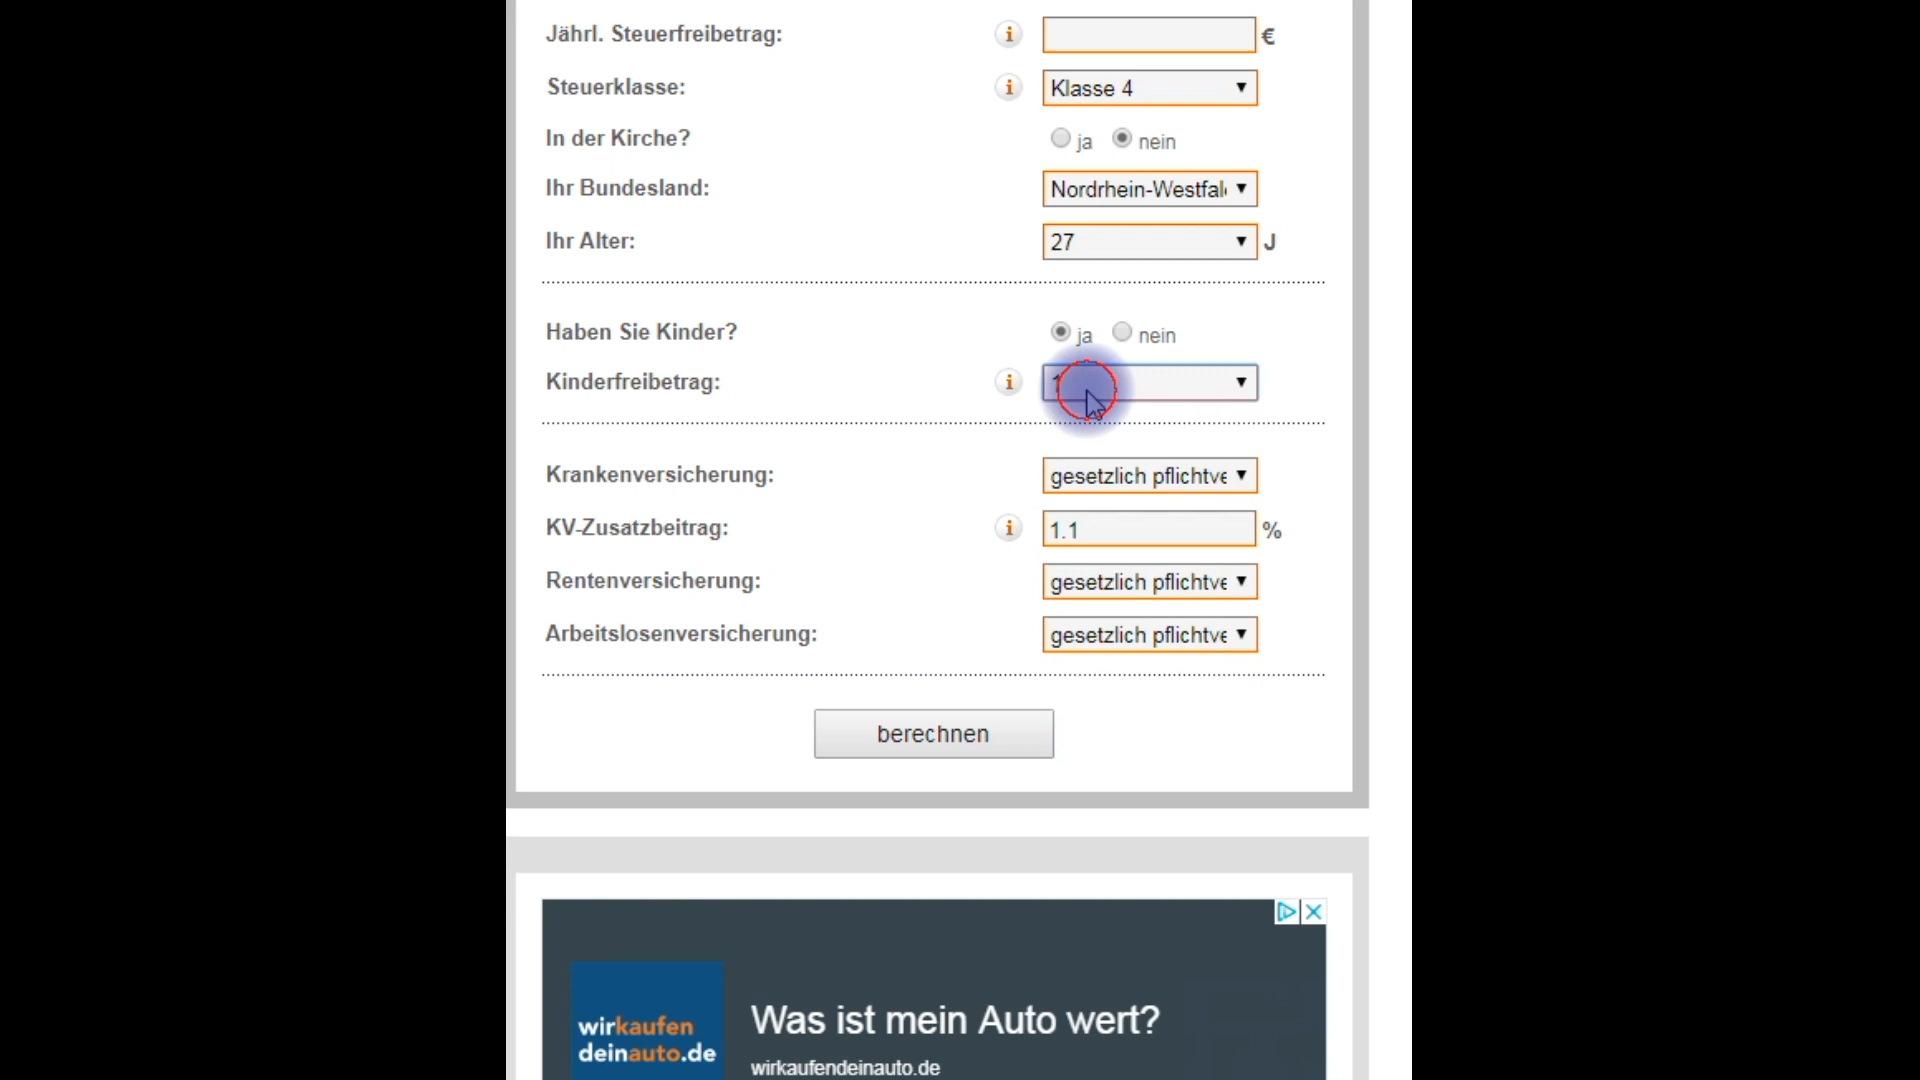 Jährl. Steuerfreibetrag: i €
Steuerklasse: i Klasse 4
In der Kirche? ja nein
Ihr Bundesland: Nordrhein-Westfal
Ihr Alter: 27 J
Haben Sie Kinder? ja nein
Kinderfreibetrag: i
Krankenversicherung: gesetzlich pflichtve
KV-Zusatzbeitrag: i 1.1 %
Rentenversicherung: gesetzlich pflichtve
Arbeitslosenversicherung: gesetzlich pflichtve
berechnen
wirkaufen
deinauto.de
Was ist mein Auto wert?
wirkaufendeinauto.de